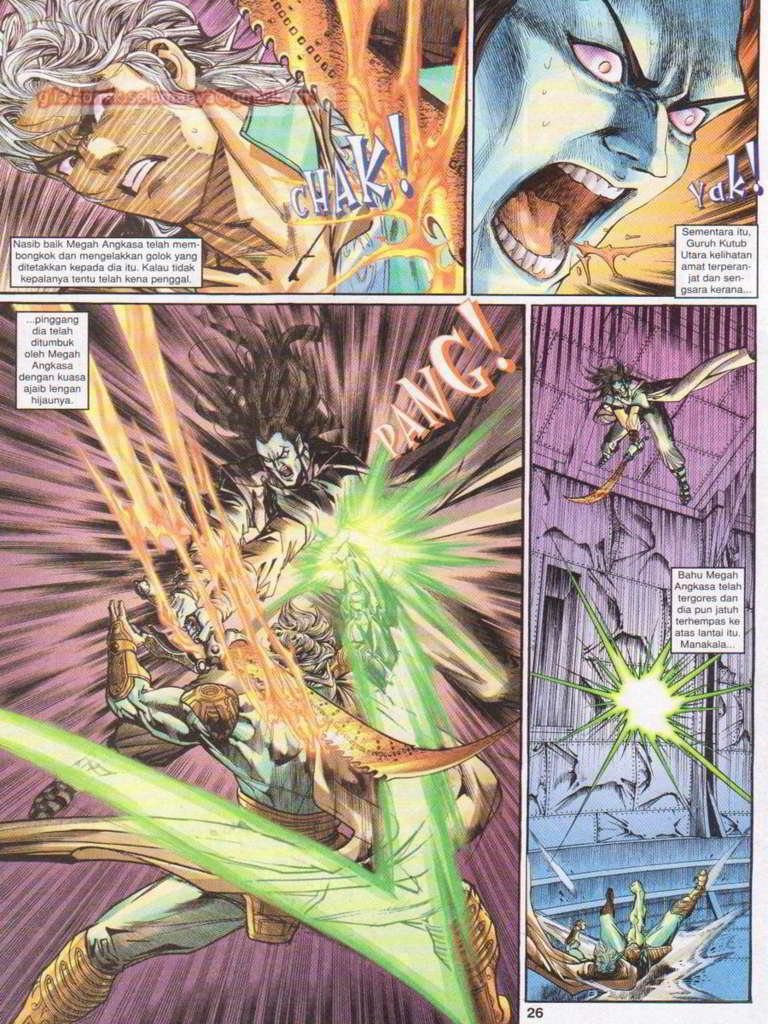 CHAK!
Nasib baik Megah Angkasa telah mem-
bongkok dan mengelakkan golok yang
ditetakkan kepada dia itu. Kalau tidak
kepalanya tentu telah kena penggal.
Yak!
Sementara itu,
Guruh Kutub
Utara kelihatan
amat terperan-
jat dan sen-
gsara kerana...
...pinggang
dia telah
ditumbuk
oleh Megah
Angkasa
dengan kuasa
ajaib lengan
hijaunya.
PANG!
Bahu Megah
Angkasa telah
tergores dan
dia pun jatuh
terhempas ke
atas lantai itu.
Manakala...
26